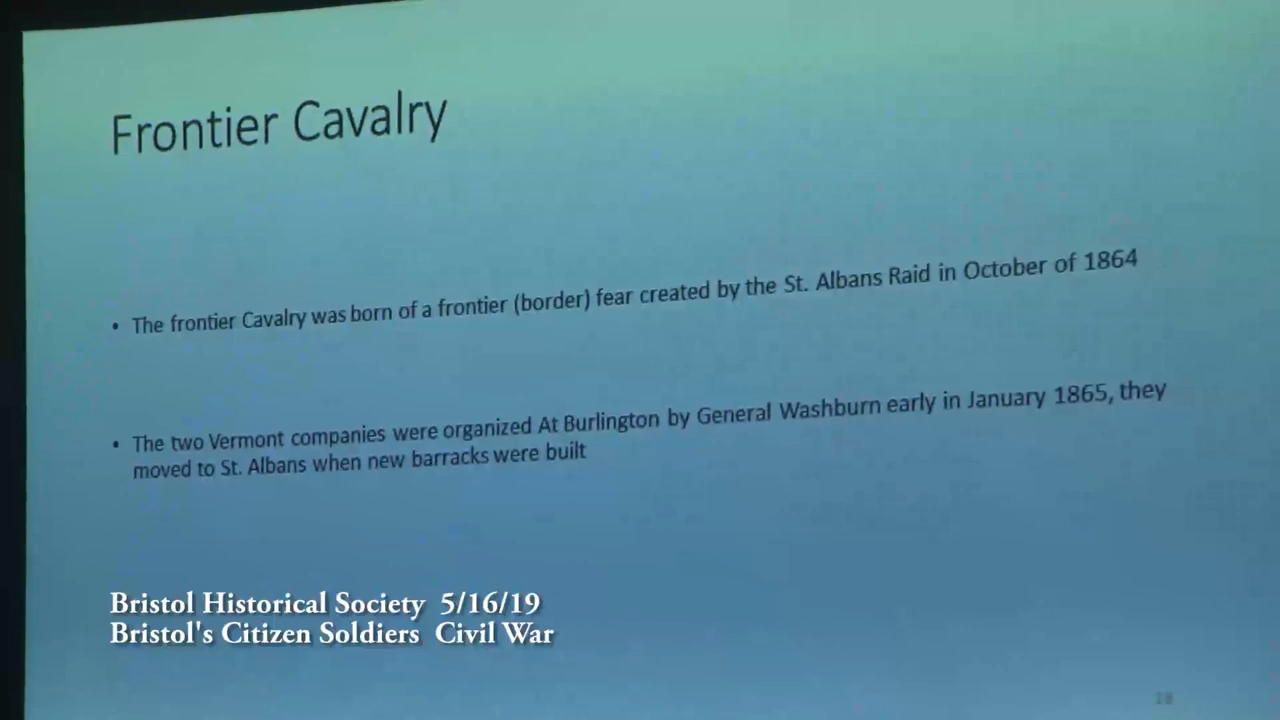 Frontier Cavalry
• The frontier Cavalry was born of a frontier (border) fear created by the St. Albans Raid in October of 1864
• The two Vermont companies were organized At Burlington by General Washburn early in January 1865, they
moved to St. Albans when new barracks were built
Bristol Historical Society 5/16/19
Bristol's Citizen Soldiers Civil War